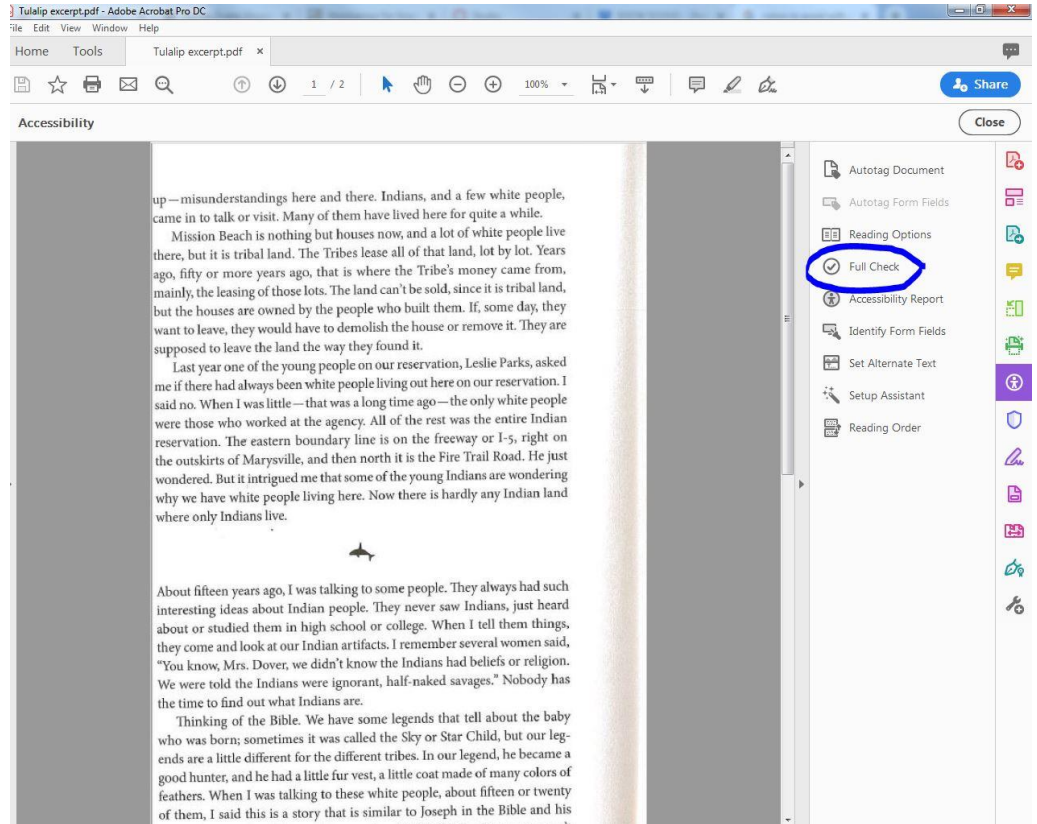 Tulalip excerpt.pdf - Adobe Acrobat Pro DC
File Edit View Window Help
Home Tools Tulalip excerpt.pdf ×
1 / 2 100% Share
Accessibility Close
up—misunderstandings here and there. Indians, and a few white people,
came in to talk or visit. Many of them have lived here for quite a while.
Mission Beach is nothing but houses now, and a lot of white people live
there, but it is tribal land. The Tribes lease all of that land, lot by lot. Years
ago, fifty or more years ago, that is where the Tribe's money came from,
mainly, the leasing of those lots. The land can't be sold, since it is tribal land,
but the houses are owned by the people who built them. If, some day, they
want to leave, they would have to demolish the house or remove it. They are
supposed to leave the land the way they found it.
Last year one of the young people on our reservation, Leslie Parks, asked
me if there had always been white people living out here on our reservation. I
said no. When I was little—that was a long time ago—the only white people
were those who worked at the agency. All of the rest was the entire Indian
reservation. The eastern boundary line is on the freeway or I-5, right on
the outskirts of Marysville, and then north it is the Fire Trail Road. He just
wondered. But it intrigued me that some of the young Indians are wondering
why we have white people living here. Now there is hardly any Indian land
where only Indians live.
About fifteen years ago, I was talking to some people. They always had such
interesting ideas about Indian people. They never saw Indians, just heard
about or studied them in high school or college. When I tell them things,
they come and look at our Indian artifacts. I remember several women said,
"You know, Mrs. Dover, we didn't know the Indians had beliefs or religion.
We were told the Indians were ignorant, half-naked savages." Nobody has
the time to find out what Indians are.
Thinking of the Bible. We have some legends that tell about the baby
who was born; sometimes it was called the Sky or Star Child, but our leg-
ends are a little different for the different tribes. In our legend, he became a
good hunter, and he had a little fur vest, a little coat made of many colors of
feathers. When I was talking to these white people, about fifteen or twenty
of them, I said this is a story that is similar to Joseph in the Bible and his
Autotag Document
Autotag Form Fields
Reading Options
Full Check
Accessibility Report
Identify Form Fields
Set Alternate Text
Setup Assistant
Reading Order